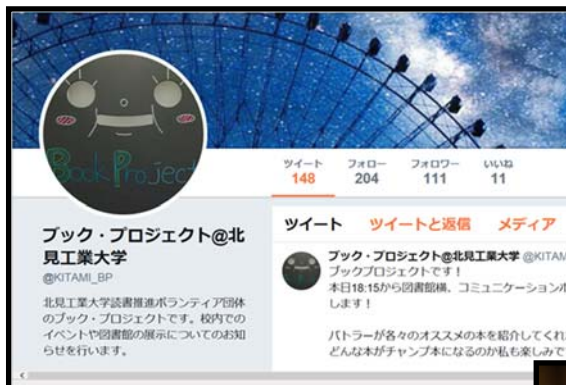 Book Project
ツイート
148
フォロー
204
フォロワー
111
いいね
11
ブック・プロジェクト@北
見工業大学
@KITAMI_BP
北見工業大学読書推進ボランティア団体
のブック・プロジェクトです。校内での
イベントや図書館の展示についてのお知
らせを行います。
ツイート ツイートと返信 メディア
ブック・プロジェクト@北見工業大学 @KITAM
ブックプロジェクトです!
本日18:15から図書館横、コミュニケーション
します!
バトラーが各々のオススメの本を紹介してくれ
どんな本がチャンプ本になるのか私も楽しみで